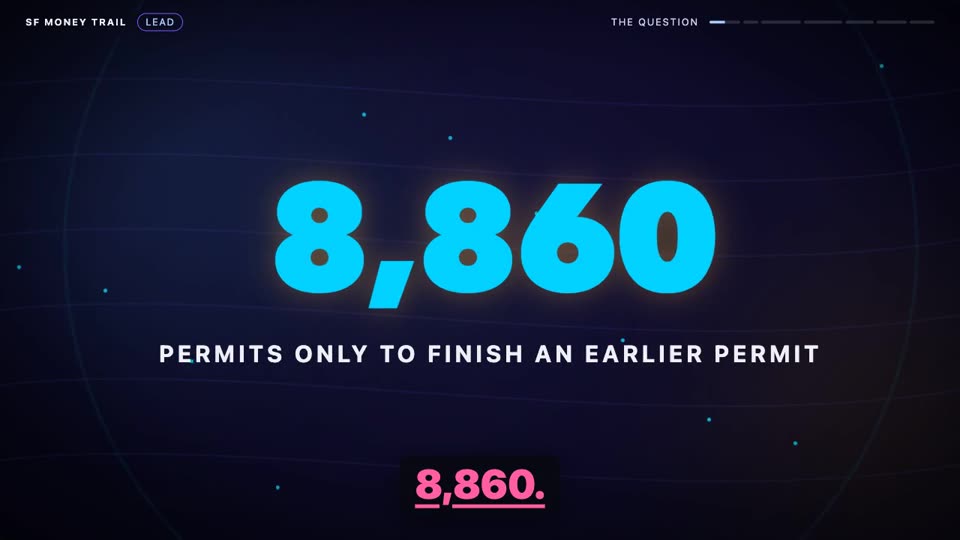 SF MONEY TRAIL LEAD THE QUESTION
8,860
PERMITS ONLY TO FINISH AN EARLIER PERMIT
8,860.